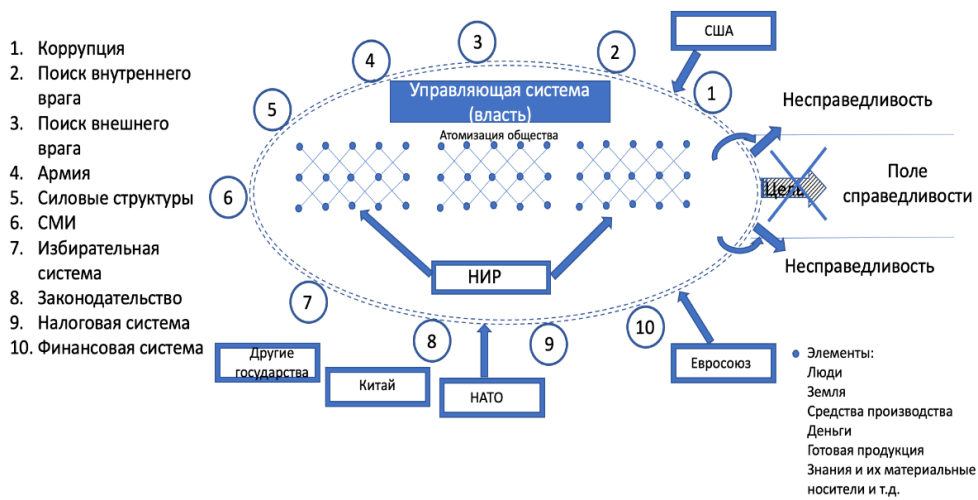 1. Коррупция
2. Поиск внутреннего
врага
3. Поиск внешнего
врага
4. Армия
5. Силовые структуры
6. СМИ
7. Избирательная
система
8. Законодательство
9. Налоговая система
10. Финансовая система
3
2
4
1
5
6
7
8
9
10
США
Управляющая система
(власть)
Атомизация общества
НИР
Несправедливость
Цель
Поле
справедливости
Несправедливость
Другие
государства
Китай
НАТО
Евросоюз
Элементы:
Люди
Земля
Средства производства
Деньги
Готовая продукция
Знания и их материальные
носители и т.д.